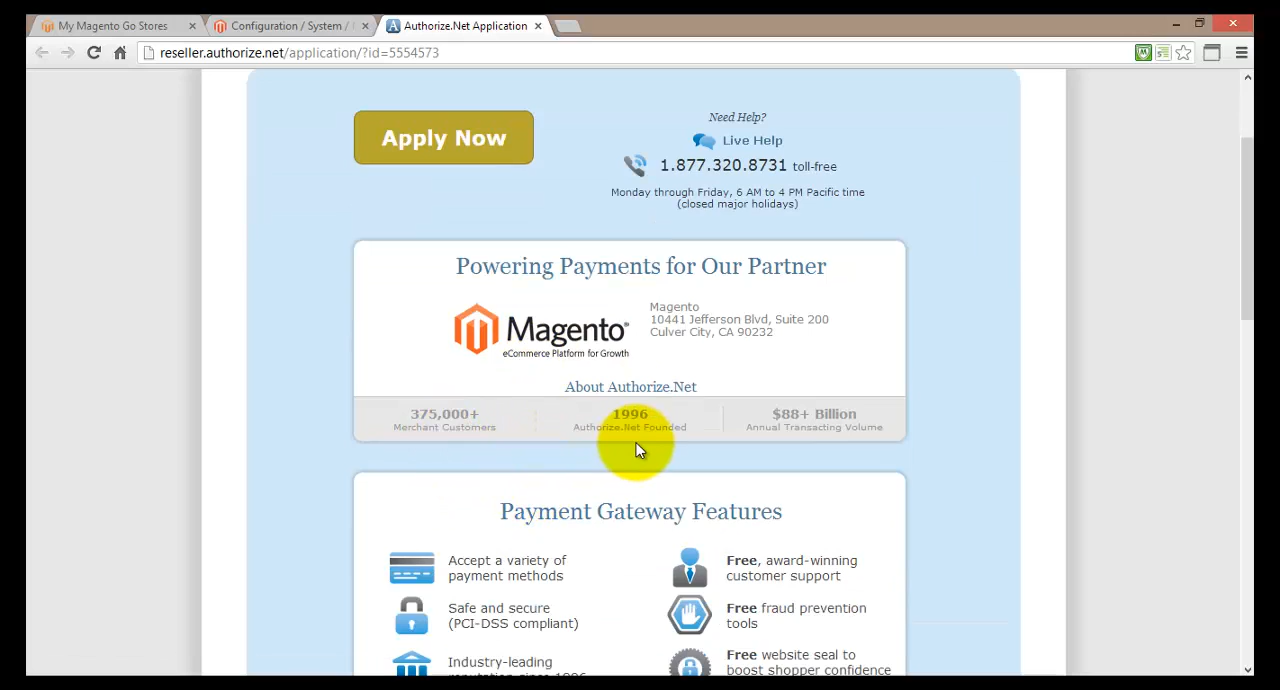 My Magento Go Stores
Configuration / System /
Authorize.Net Application
reseller.authorize.net/application/?id=5554573
Apply Now
Need Help?
Live Help
1.877.320.8731 toll-free
Monday through Friday, 6 AM to 4 PM Pacific time
(closed major holidays)
Powering Payments for Our Partner
Magento®
eCommerce Platform for Growth
Magento
10441 Jefferson Blvd, Suite 200
Culver City, CA 90232
About Authorize.Net
375,000+
Merchant Customers
1996
Authorize.Net Founded
$88+ Billion
Annual Transacting Volume
Payment Gateway Features
Accept a variety of
payment methods
Free, award-winning
customer support
Safe and secure
(PCI-DSS compliant)
Free fraud prevention
tools
Industry-leading
reputation since 1996
Free website seal to
boost shopper confidence